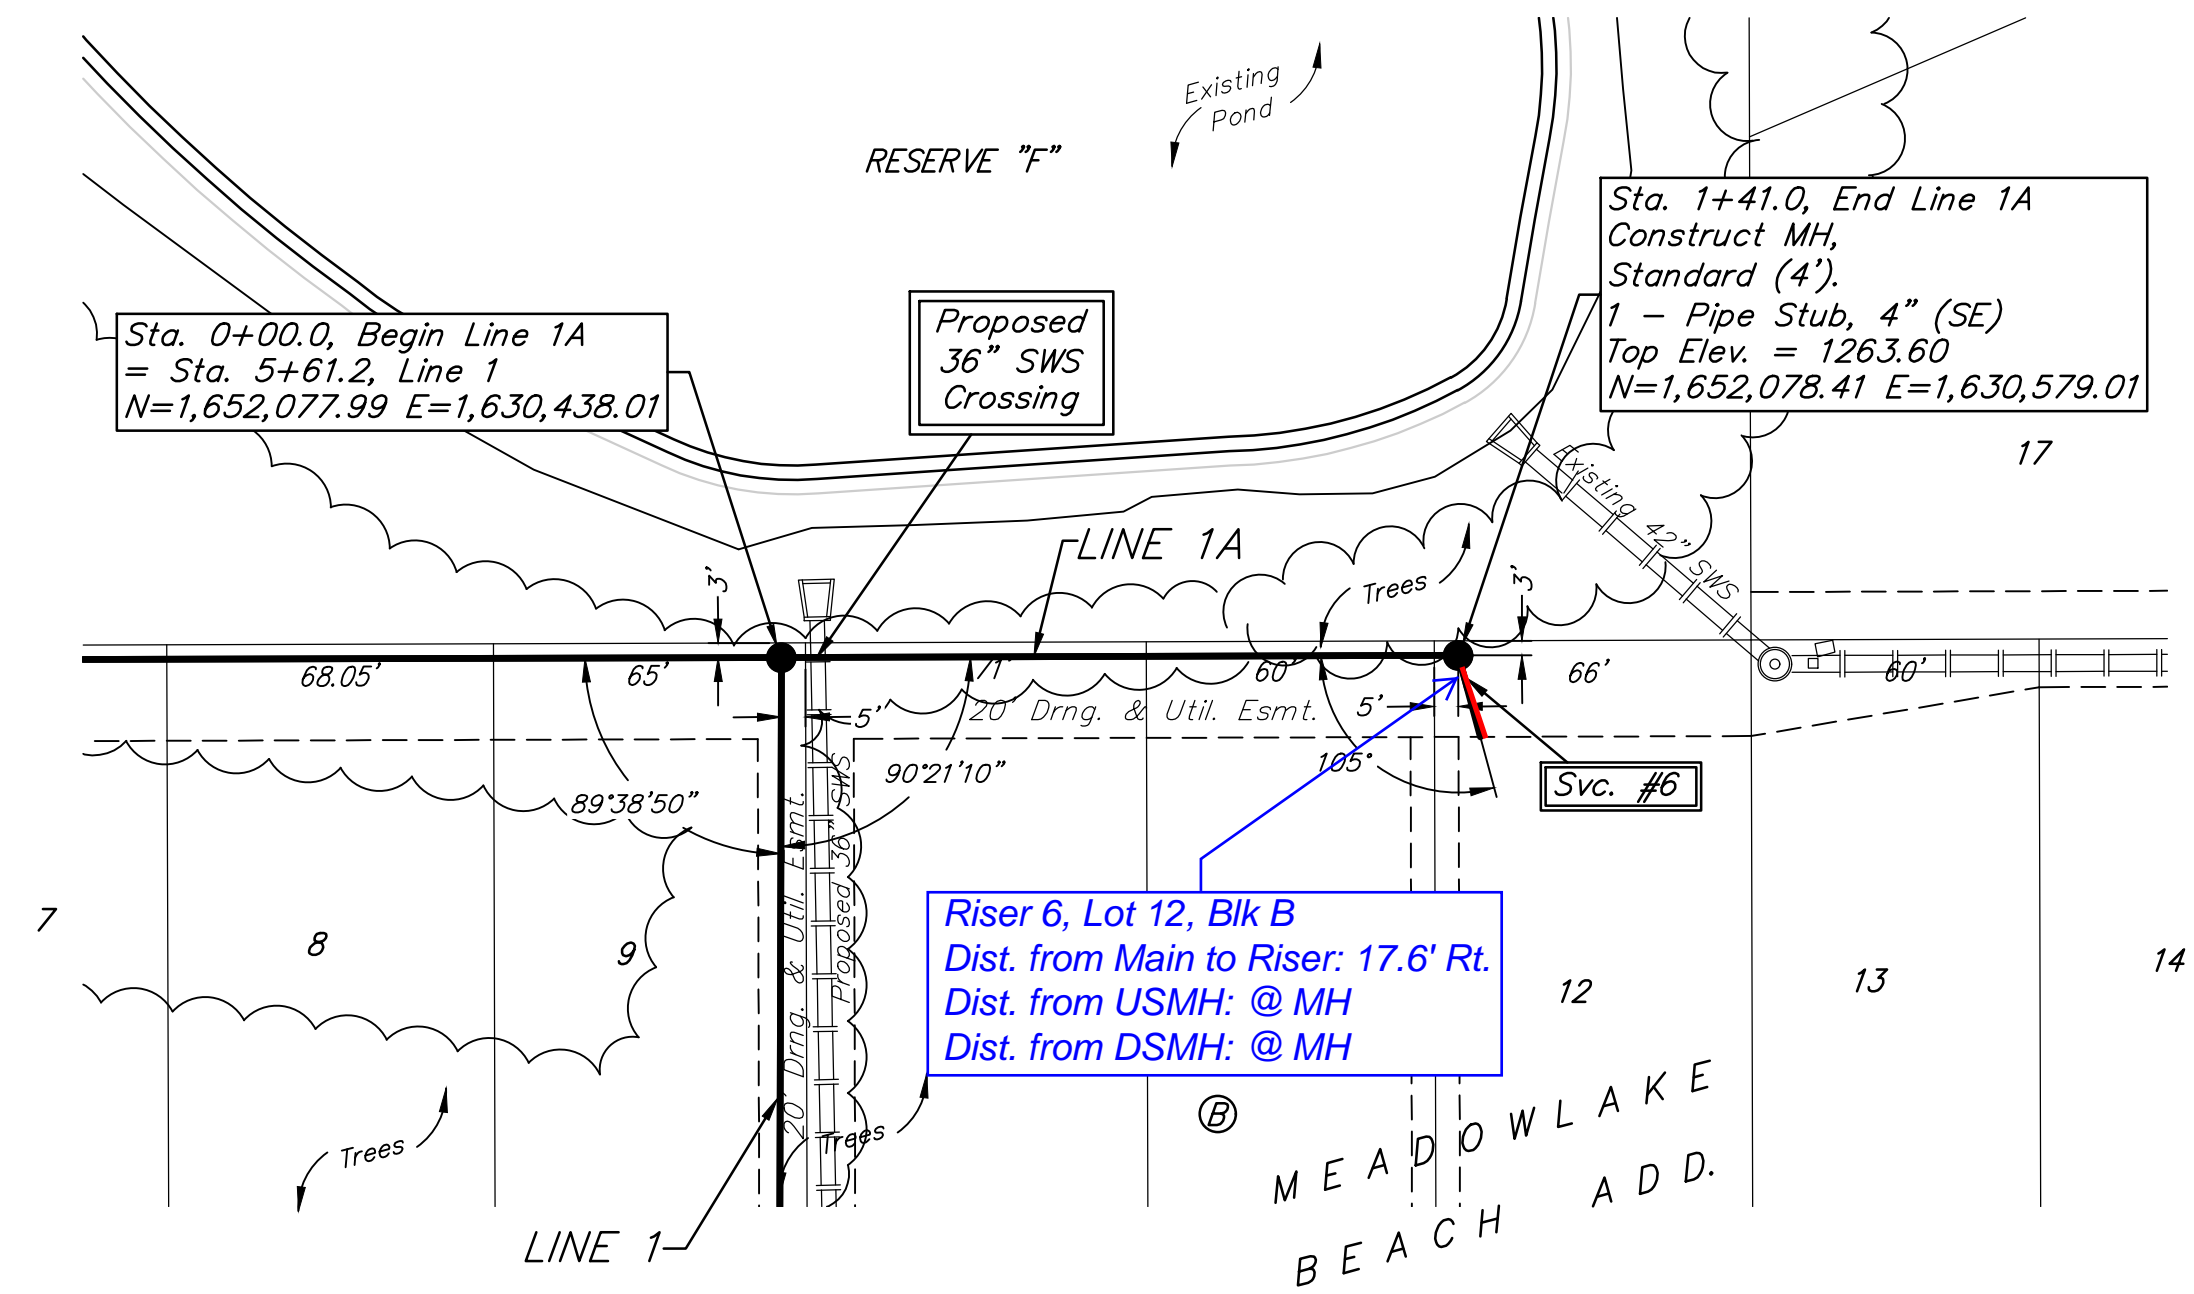 Existing
Pond
RESERVE "F"
Sta. 1+41.0, End Line 1A
Construct MH,
Standard (4').
1 - Pipe Stub, 4" (SE)
Top Elev. = 1263.60
N=1,652,078.41 E=1,630,579.01
Sta. 0+00.0, Begin Line 1A
= Sta. 5+61.2, Line 1
N=1,652,077.99 E=1,630,438.01
Proposed
36" SWS
Crossing
17
Existing 42" SWS
LINE 1A
3'
Trees
3'
68.05'
65'
71'
60'
66'
60'
5'
20' Drng. & Util. Esmt.
5'
105°
90°21'10"
89°38'50"
Svc. #6
20' Drng. & Util. Esmt.
Proposed 36" SWS
7
8
9
Riser 6, Lot 12, Blk B
Dist. from Main to Riser: 17.6' Rt.
Dist. from USMH: @ MH
Dist. from DSMH: @ MH
12
13
14
B
Trees
Trees
MEADOWLAKE
BEACH ADD.
LINE 1